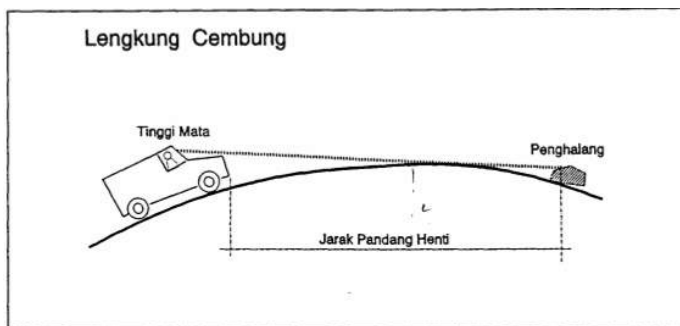 Lengkung Cembung
Tinggi Mata
Penghalang
Jarak Pandang Henti